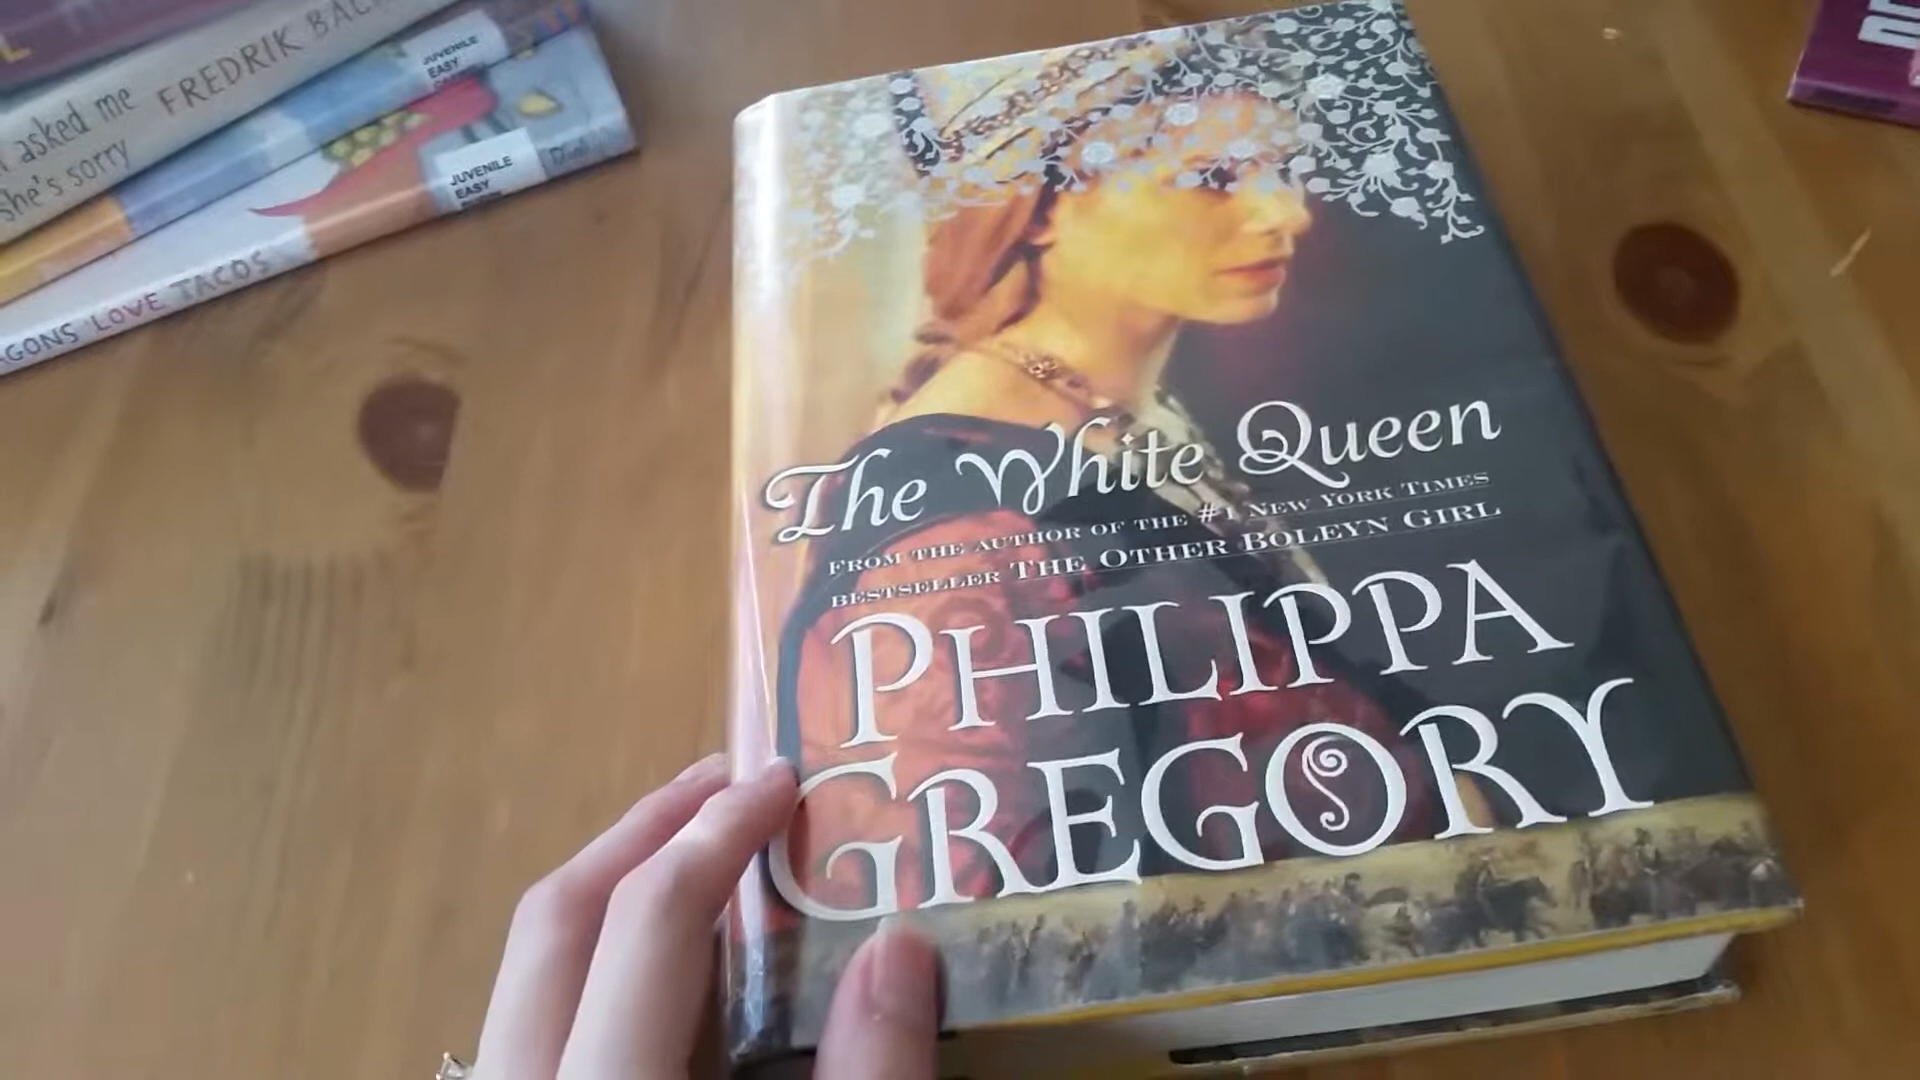 FREDRIK
asked me
she's sorry
JUVENILE
EASY
JUVENILE
EASY
LOVE TACOS
The White Queen
FROM THE AUTHOR OF THE #1 NEW YORK TIMES
BESTSELLER THE OTHER BOLEYN GIRL
PHILIPPA
GREGORY